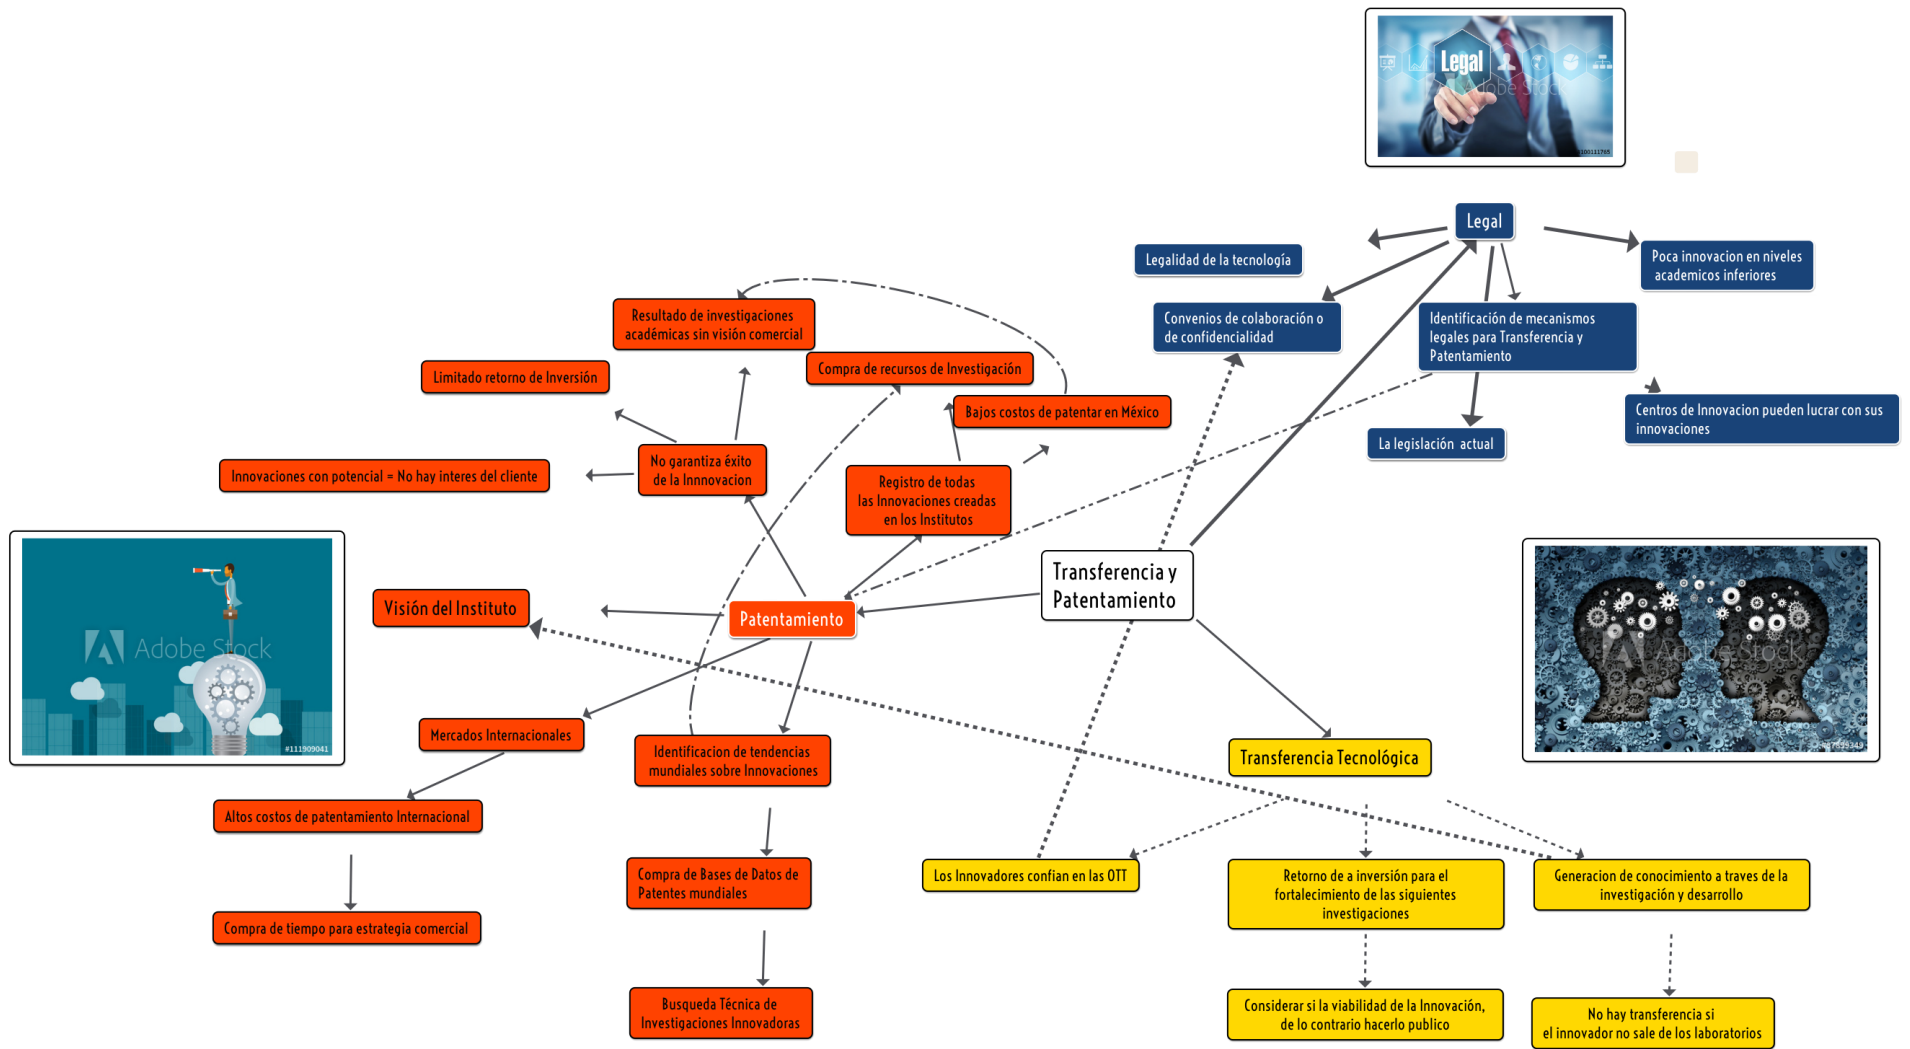 Legal
Adobe Stock
Legal
Legalidad de la tecnología
Poca innovacion en niveles
academicos inferiores
Convenios de colaboración o
de confidencialidad
Identificación de mecanismos
legales para Transferencia y
Patentamiento
Centros de Innovacion pueden lucrar con sus
innovaciones
La legislación actual
Resultado de investigaciones
académicas sin visión comercial
Limitado retorno de Inversión
Compra de recursos de Investigación
Bajos costos de patentar en México
Innovaciones con potencial = No hay interes del cliente
No garantiza éxito
de la Innnovacion
Registro de todas
las Innovaciones creadas
en los Institutos
Transferencia y
Patentamiento
Visión del Instituto
Patentamiento
Adobe Stock
#111909041
Adobe Stock
Mercados Internacionales
Identificacion de tendencias
mundiales sobre Innovaciones
Transferencia Tecnológica
Altos costos de patentamiento Internacional
Compra de Bases de Datos de
Patentes mundiales
Los Innovadores confian en las OTT
Retorno de a inversión para el
fortalecimiento de las siguientes
investigaciones
Generacion de conocimiento a traves de la
investigación y desarrollo
Compra de tiempo para estrategia comercial
Busqueda Técnica de
Investigaciones Innovadoras
Considerar si la viabilidad de la Innovación,
de lo contrario hacerlo publico
No hay transferencia si
el innovador no sale de los laboratorios